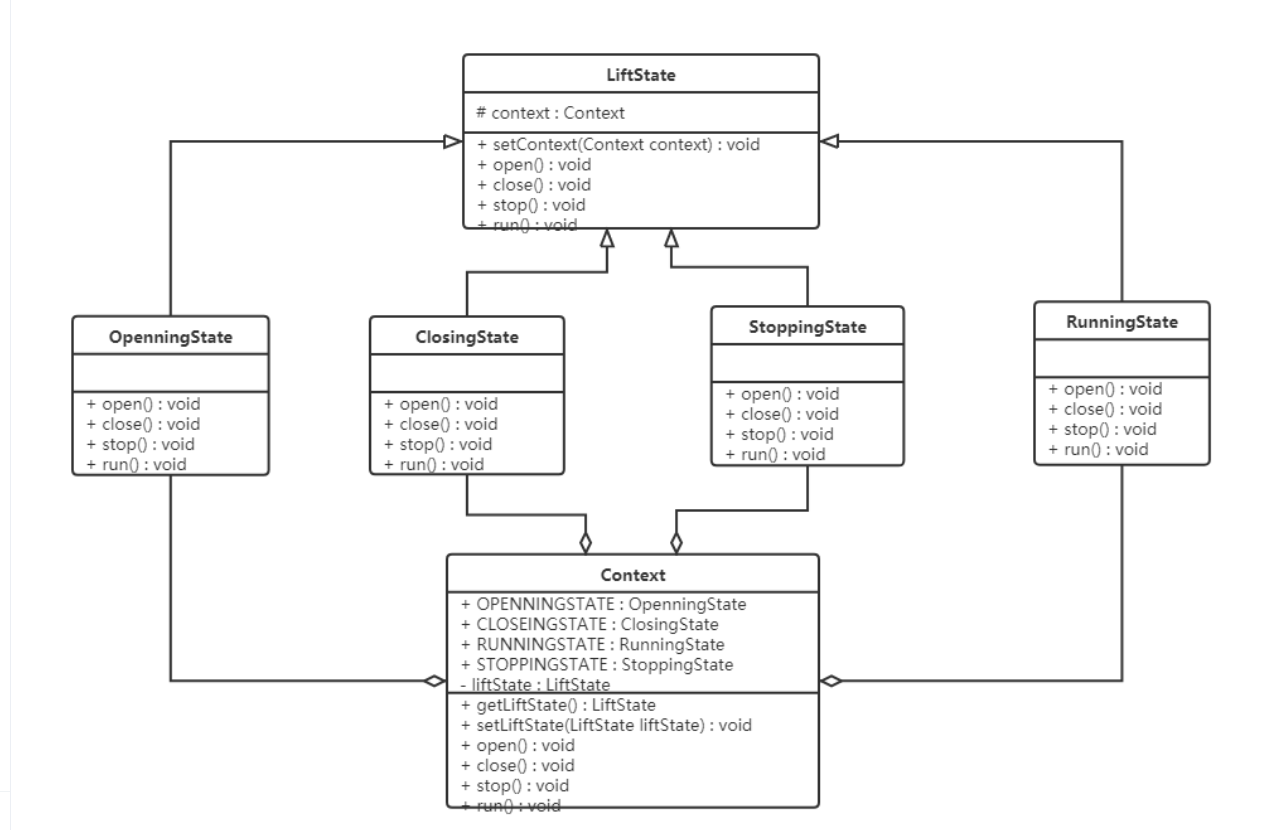 LiftState
# context : Context
+ setContext(Context context) : void
+ open() : void
+ close() : void
+ stop() : void
+ run() : void
OpenningState
+ open() : void
+ close() : void
+ stop() : void
+ run() : void
ClosingState
+ open() : void
+ close() : void
+ stop() : void
+ run() : void
StoppingState
+ open() : void
+ close() : void
+ stop() : void
+ run() : void
RunningState
+ open() : void
+ close() : void
+ stop() : void
+ run() : void
Context
+ OPENNINGSTATE : OpenningState
+ CLOSEINGSTATE : ClosingState
+ RUNNINGSTATE : RunningState
+ STOPPINGSTATE : StoppingState
- liftState : LiftState
+ getLiftState() : LiftState
+ setLiftState(LiftState liftState) : void
+ open() : void
+ close() : void
+ stop() : void
+ run() : void